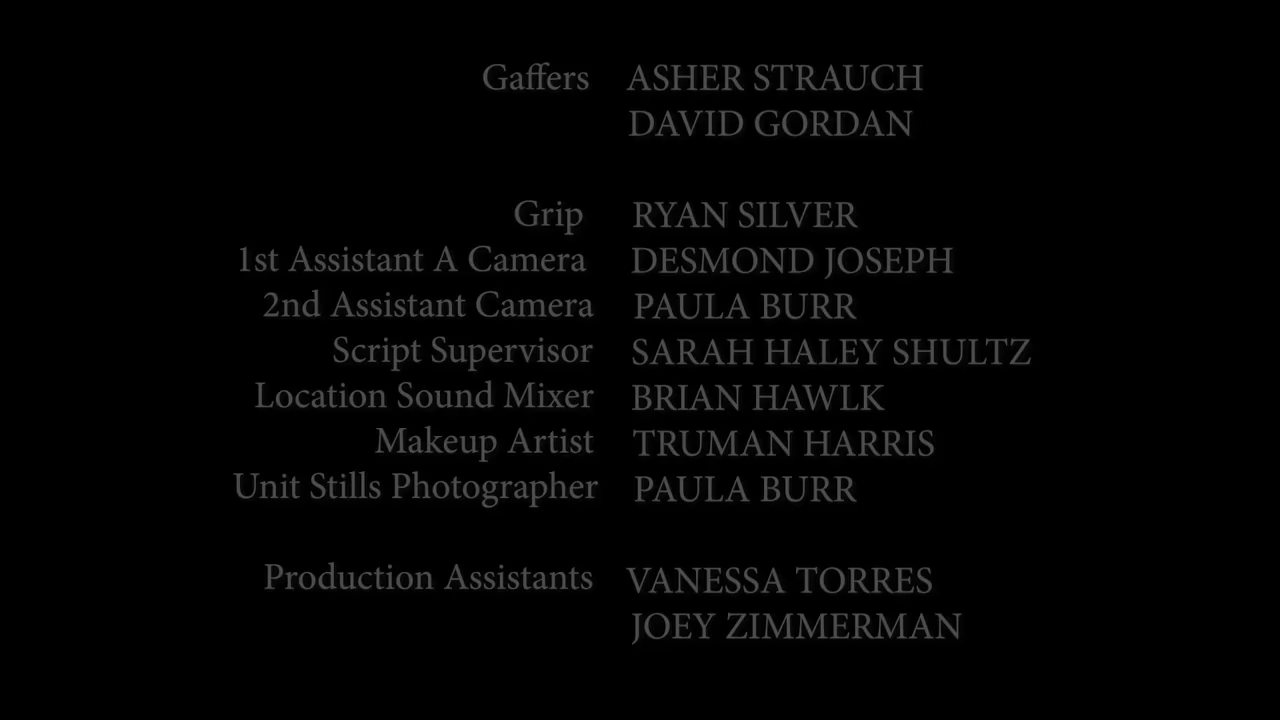 Gaffers ASHER STRAUCH
DAVID GORDAN
Grip RYAN SILVER
1st Assistant A Camera DESMOND JOSEPH
2nd Assistant Camera PAULA BURR
Script Supervisor SARAH HALEY SHULTZ
Location Sound Mixer BRIAN HAWLK
Makeup Artist TRUMAN HARRIS
Unit Stills Photographer PAULA BURR
Production Assistants VANESSA TORRES
JOEY ZIMMERMAN